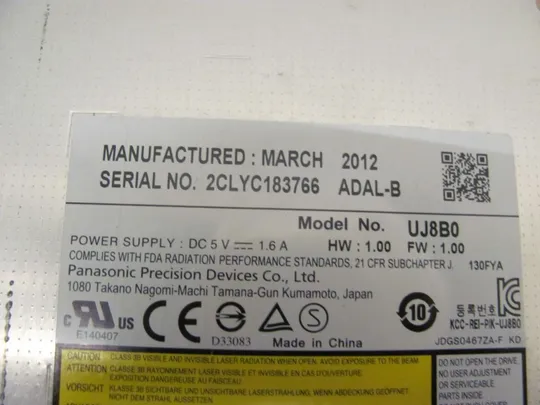 MANUFACTURED : MARCH 2012
SERIAL NO. 2CLYC183766 ADAL-B
Model No. UJ8B0
POWER SUPPLY : DC 5 V 1.6 A HW : 1.00 FW : 1.00
COMPLIES WITH FDA RADIATION PERFORMANCE STANDARDS, 21 CFR SUBCHAPTER J. 130FYA
Panasonic Precision Devices Co., Ltd.
1080 Takano Nagomi-Machi Tamana-Gun Kumamoto, Japan
c RU US
E140407
CE
D33083
S
Made in China
10
등록번호
KCC-REI-PIK-UJ8B0
JDGS0467ZA-F KD
CAUTION CLASS 3B VISIBLE AND INVISIBLE LASER RADIATION WHEN OPEN. AVOID EXPOSURE TO THE BEAM.
ATTENTION CLASSE 3B RAYONNEMENT LASER VISIBLE ET INVISIBLE EN CAS D'OUVERTURE.
EXPOSITION DANGEREUSE AU FAISCEAU.
VORSICHT KLASSE 3B SICHTBARE UND UNSICHTBARE LASERSTRAHLUNG, WENN ABDECKUNG GEÖFFNET.
NICHT DEM STRAHL AUSSETZEN.
DO NOT OPEN THE DRIVE.
NO USER ADJUSTMENT
OR SERVICEABLE
PARTS INSIDE.